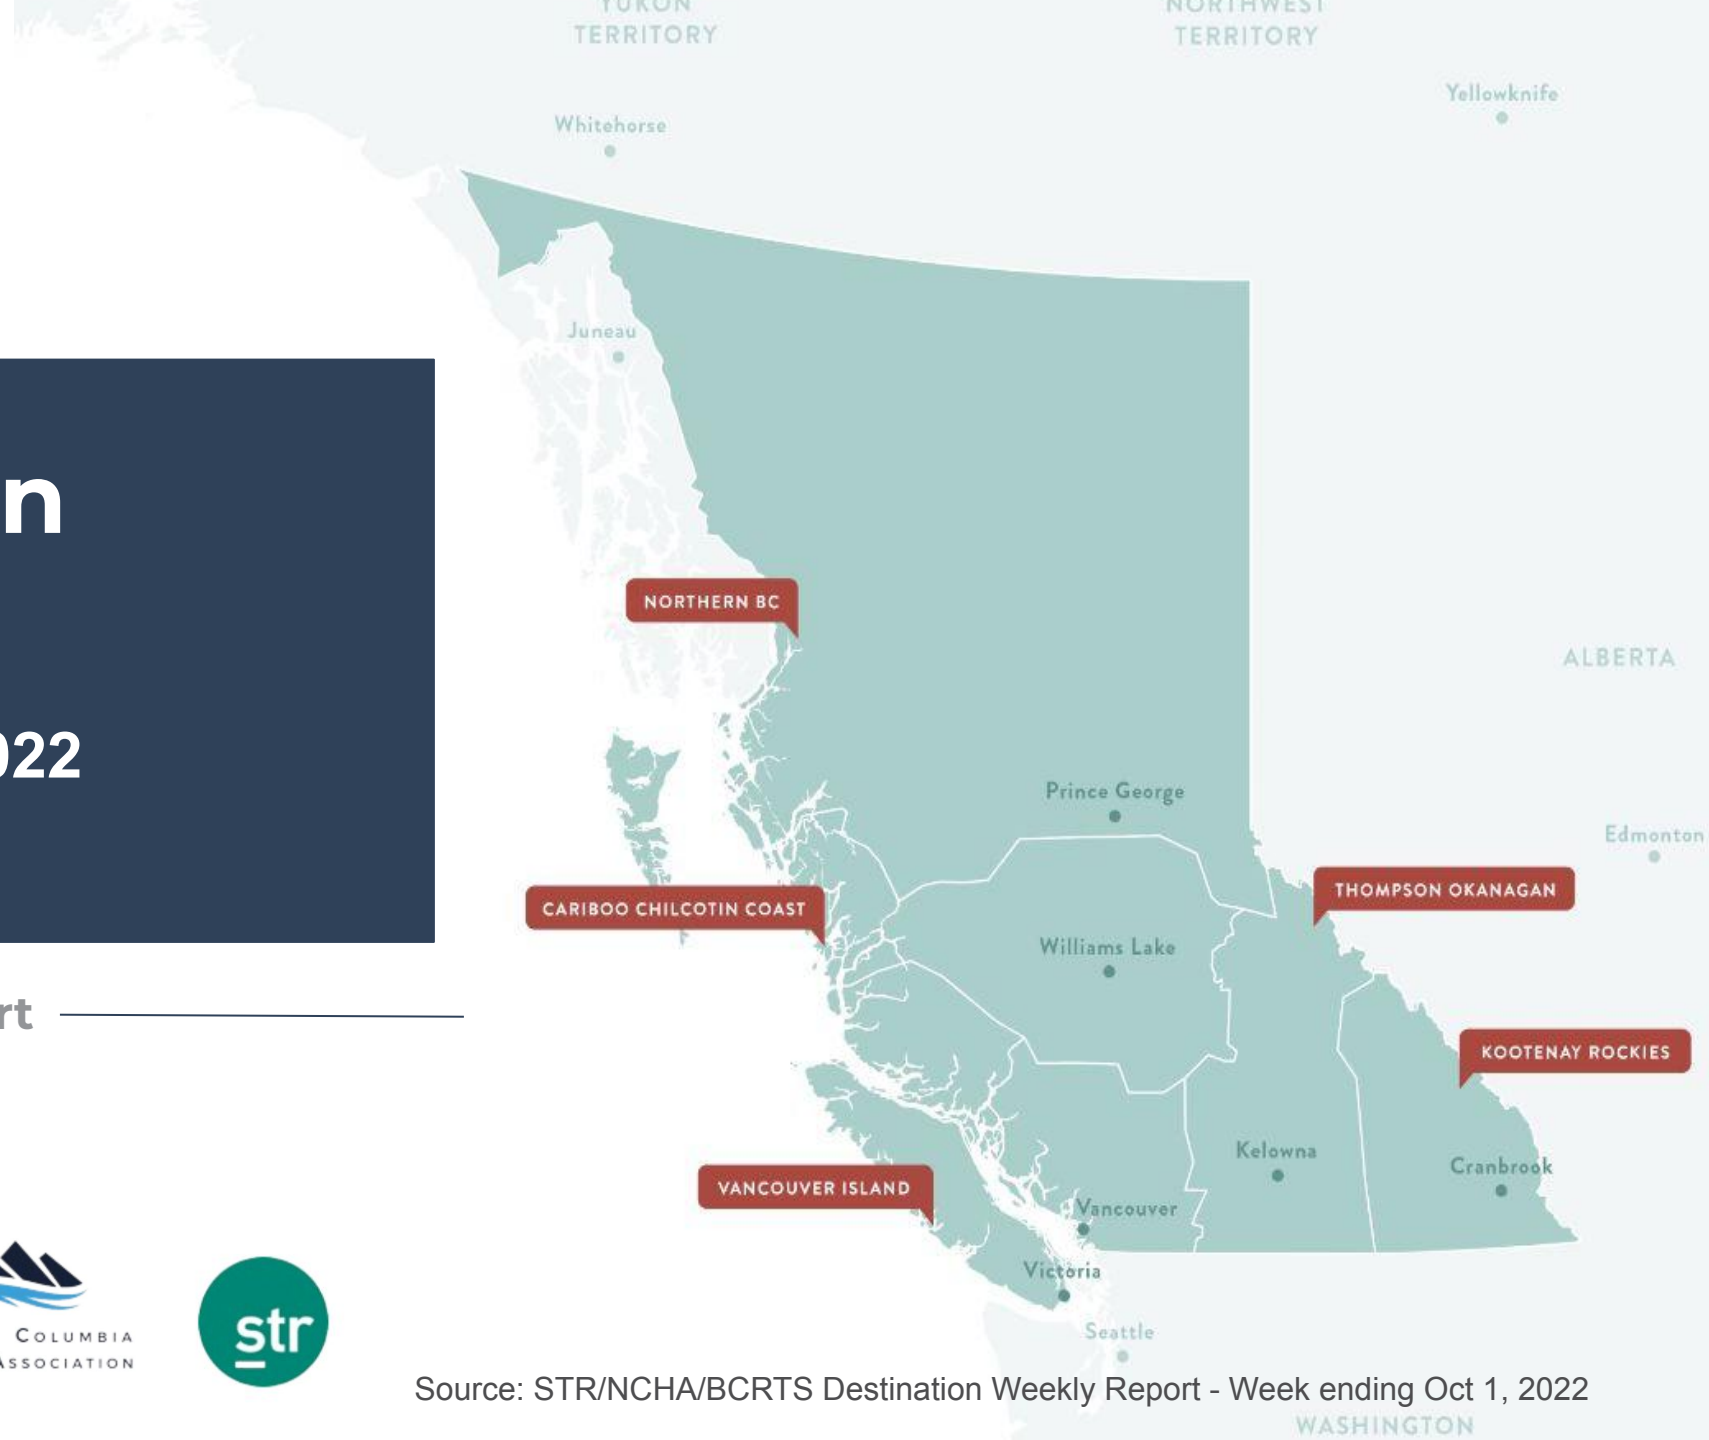 YUKON
TERRITORY
NORTHWEST
TERRITORY
Yellowknife
Whitehorse
Juneau
n
NORTHERN BC
ALBERTA
022
Prince George
Edmonton
THOMPSON OKANAGAN
CARIBOO CHILCOTIN COAST
Williams Lake
rt
KOOTENAY ROCKIES
Kelowna
Cranbrook
VANCOUVER ISLAND
Vancouver
Victoria
Seattle
COLUMBIA
ASSOCIATION
str
Source: STR/NCHA/BCRTS Destination Weekly Report - Week ending Oct 1, 2022
WASHINGTON